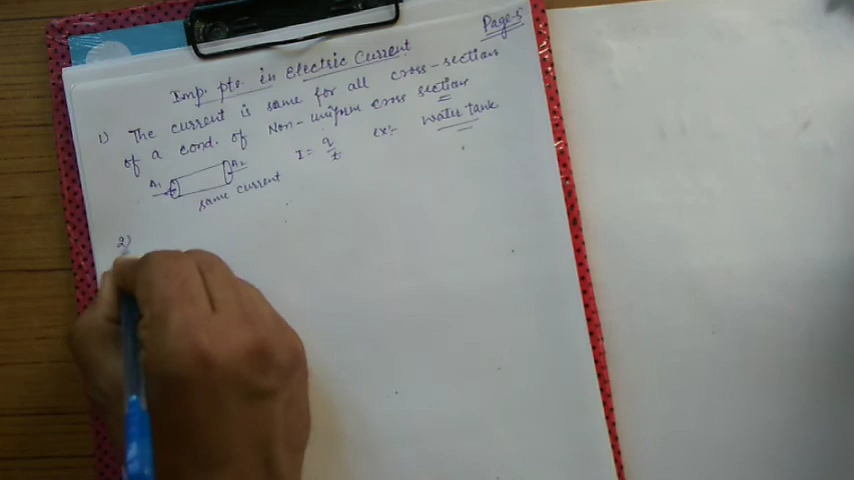 Page-5
Imp. pts. in Electric Current
1) The current is same for all cross-section
of a cond. of Non-uniform cross section
A1 A2 I = q/t ex:- water tank
same current
2)